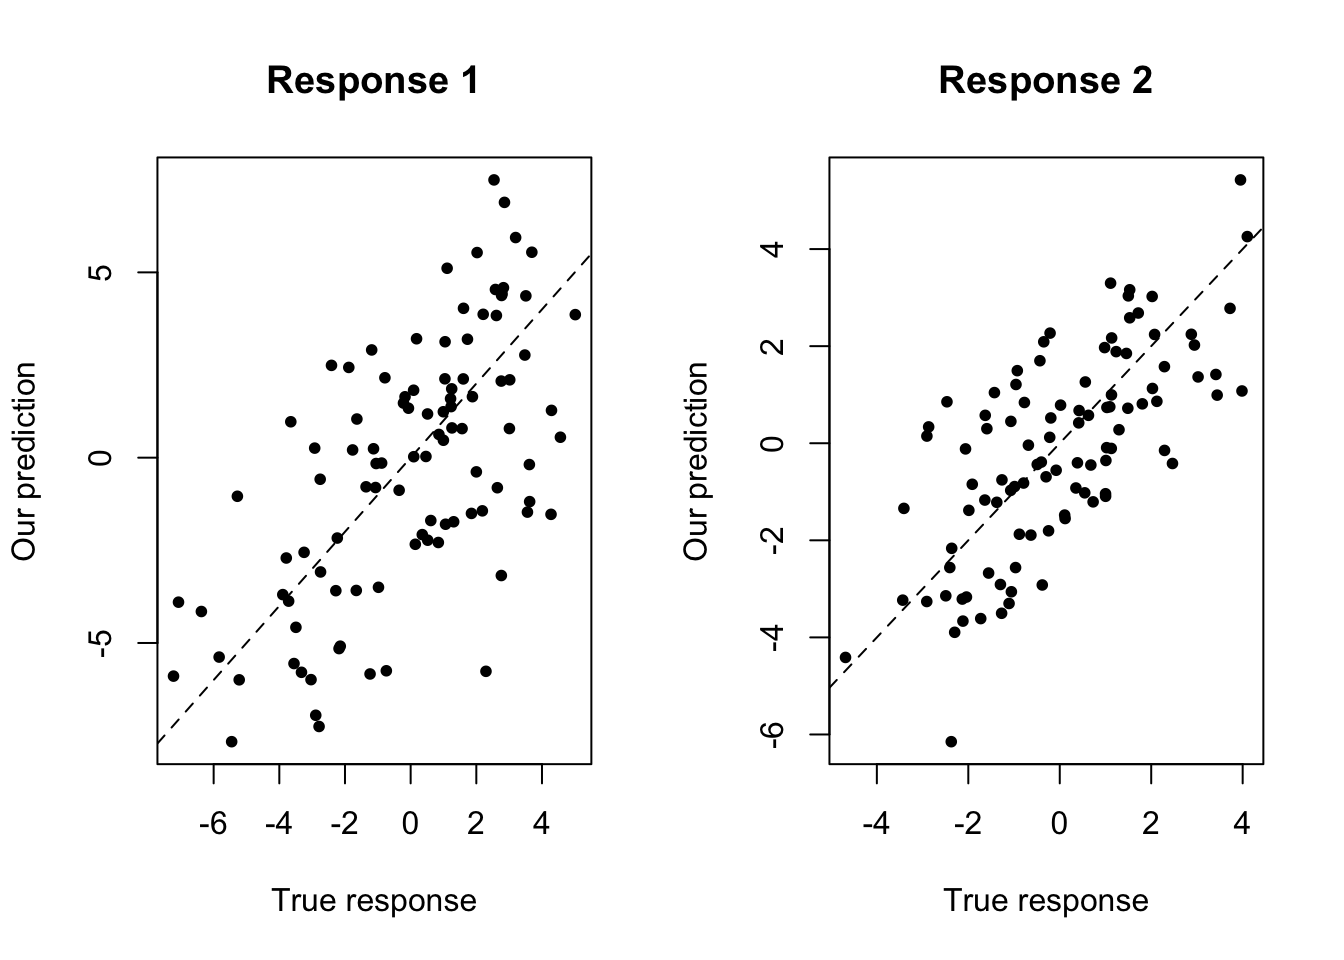 Response 1
Our prediction
5
0
-5
-6 -4 -2 0 2 4
True response
Response 2
Our prediction
4
2
0
-2
-4
-6
-4 -2 0 2 4
True response